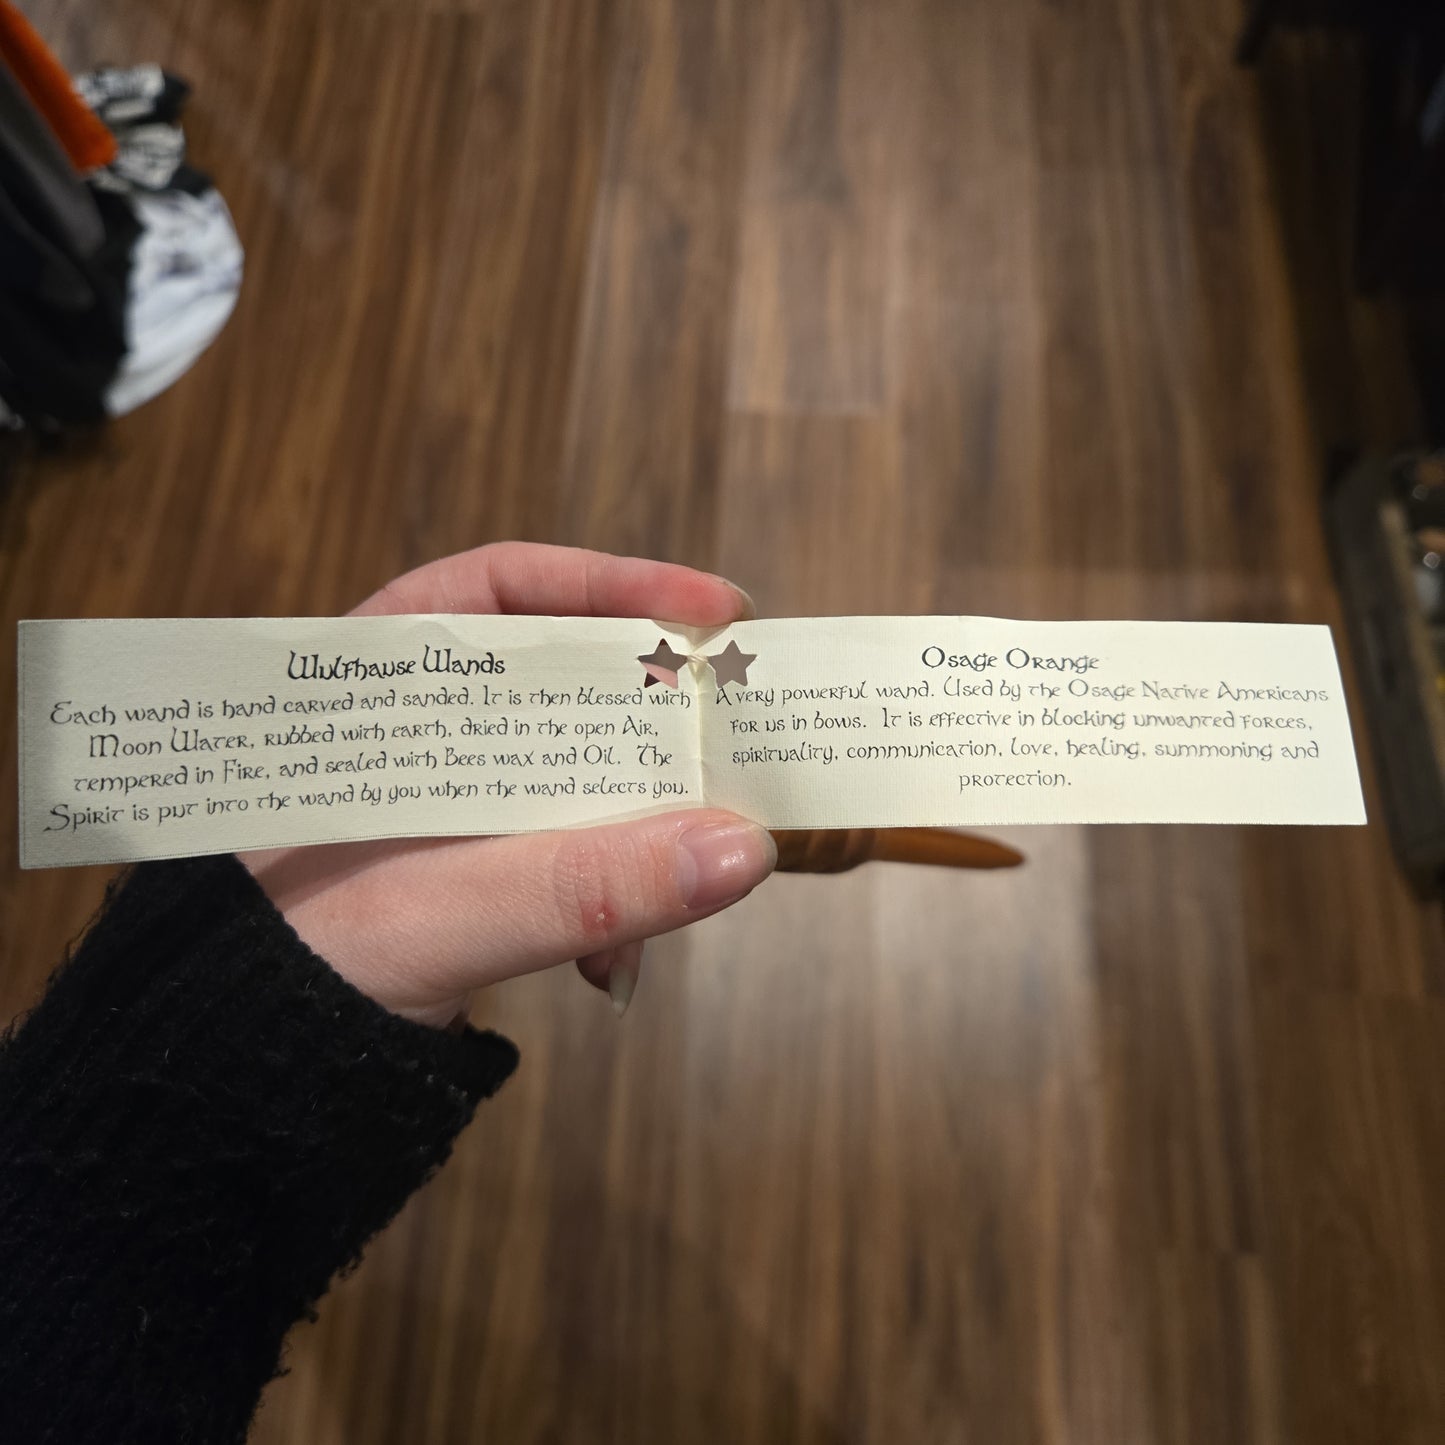 Wulfhause Wands
Each wand is hand carved and sanded. It is then blessed with
Moon Water, rubbed with earth, dried in the open Air,
tempered in Fire, and sealed with Bees wax and Oil. The
Spirit is put into the wand by you when the wand selects you.
Osage Orange
A very powerful wand. Used by the Osage Native Americans
for us in bows. It is effective in blocking unwanted forces,
spirituality, communication, love, healing, summoning and
protection.